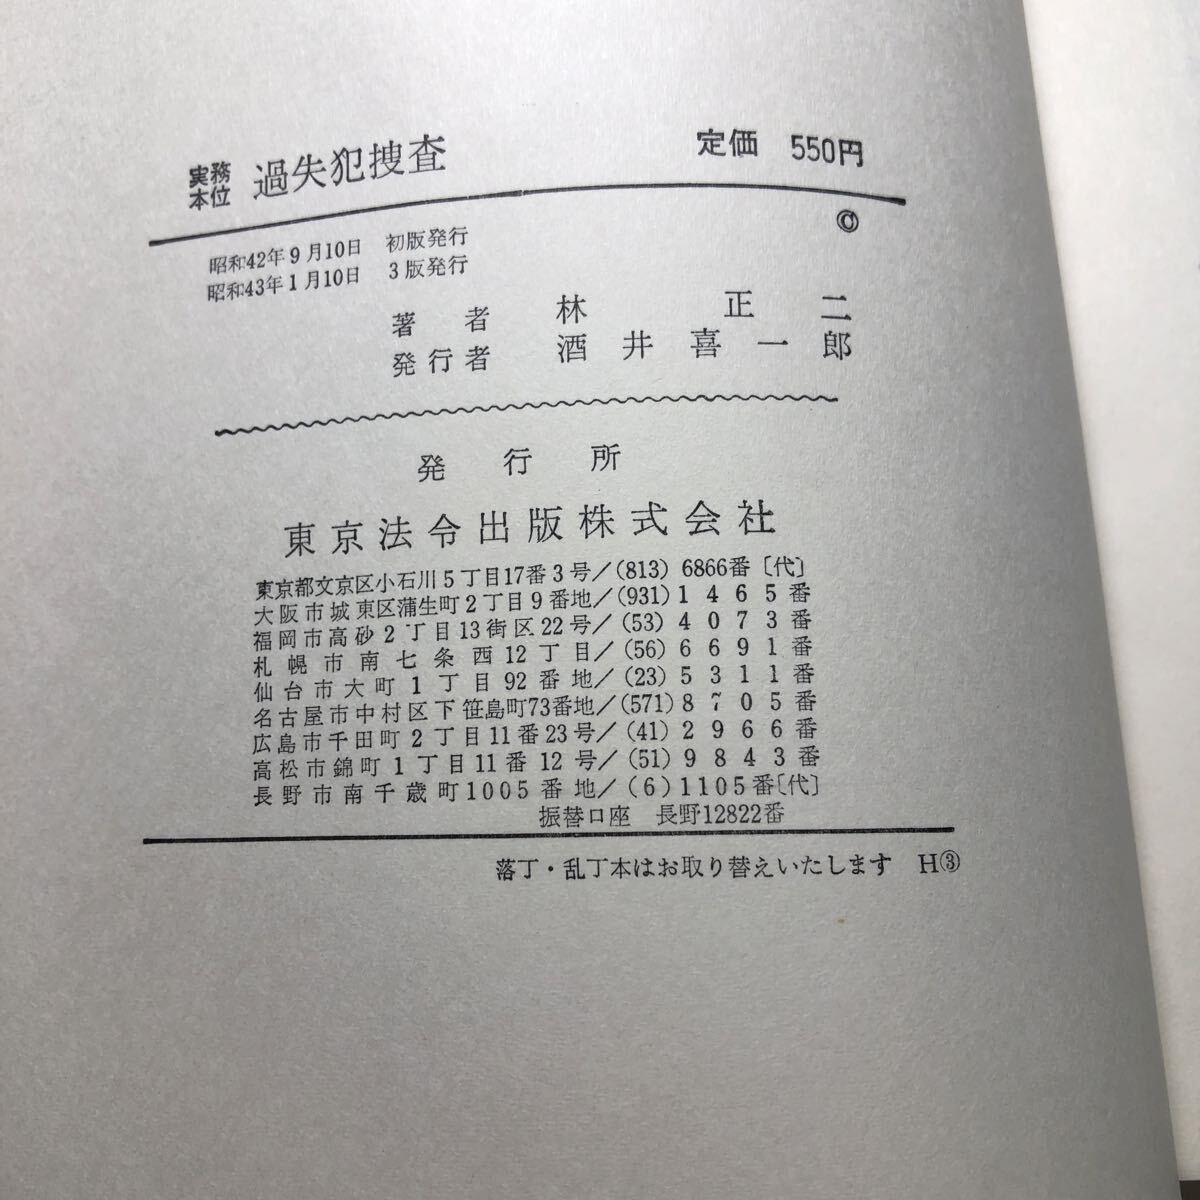 実務本位 過失犯捜査 定価 550円
Ⓒ
昭和42年9月10日 初版発行
昭和43年1月10日 3版発行
著者 林正二
発行者 酒井喜一郎
発行所
東京法令出版株式会社
東京都文京区小石川5丁目17番3号/(813)6866番〔代〕
大阪市城東区蒲生町2丁目9番地/(931)1465番
福岡市高砂2丁目13街区22号/(53)4073番
札幌市南七条西12丁目/(56)6691番
仙台市大町1丁目92番地/(23)5311番
名古屋市中村区下笹島町73番地/(571)8705番
広島市千田町2丁目11番23号/(41)2966番
高松市錦町1丁目11番12号/(51)9843番
長野市南千歳町1005番地/(6)1105番〔代〕
振替口座 長野12822番
落丁・乱丁本はお取り替えいたします H③